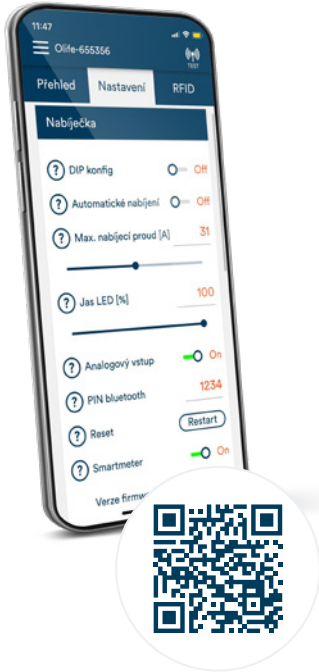 11:47
Olife-655356
TEST
Přehled Nastavení RFID
Nabíječka
? DIP konfig Off
? Automatické nabíjení Off
? Max. nabíjecí proud [A] 31
? Jas LED [%] 100
? Analogový vstup On
? PIN bluetooth 1234
? Reset Restart
? Smartmeter On
Verze